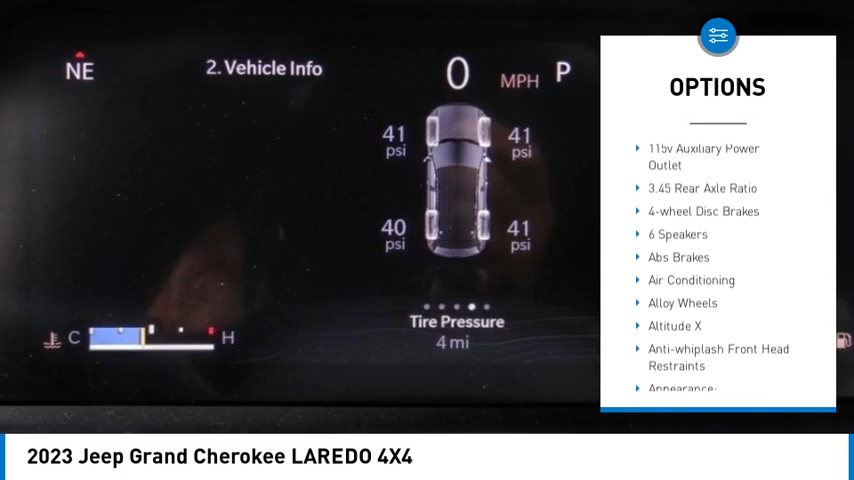 NE
2. Vehicle Info
0 MPH P
41 psi
41 psi
40 psi
41 psi
Tire Pressure
4 mi
C H
OPTIONS
115v Auxiliary Power
Outlet
3.45 Rear Axle Ratio
4-wheel Disc Brakes
6 Speakers
Abs Brakes
Air Conditioning
Alloy Wheels
Altitude X
Anti-whiplash Front Head
Restraints
Appearance:
2023 Jeep Grand Cherokee LAREDO 4X4